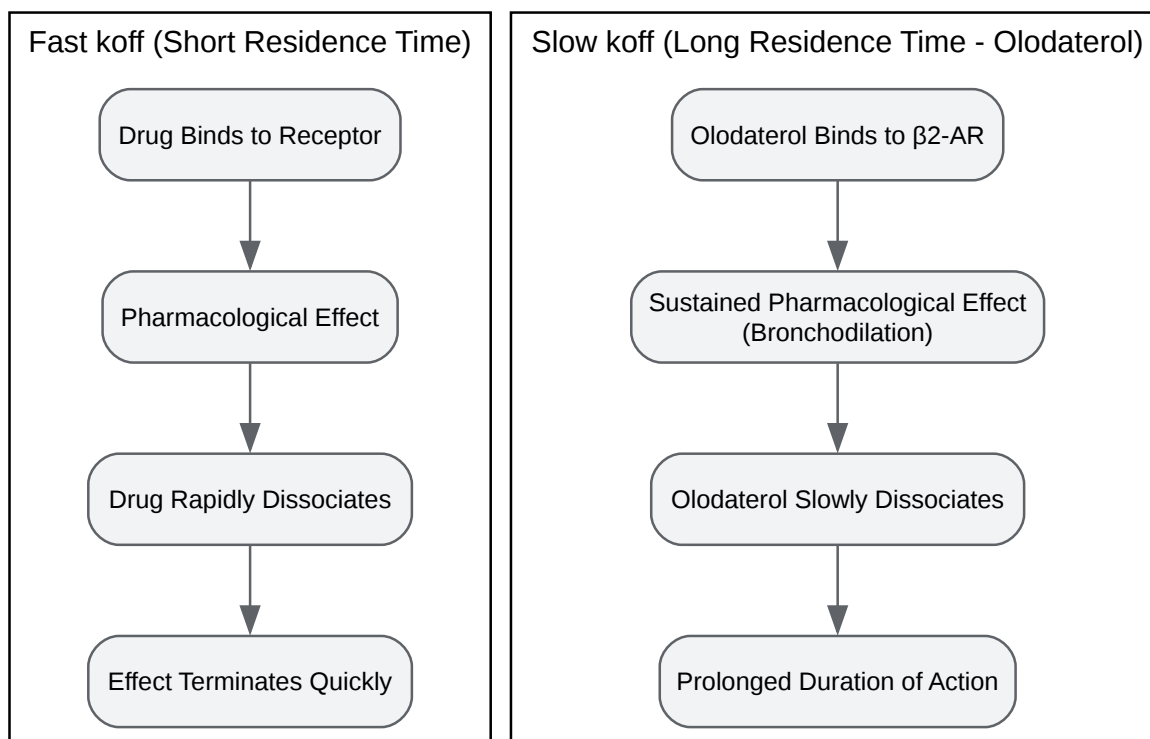 Fast koff (Short Residence Time)
Drug Binds to Receptor
Pharmacological Effect
Drug Rapidly Dissociates
Effect Terminates Quickly
Slow koff (Long Residence Time - Olodaterol)
Olodaterol Binds to β2-AR
Sustained Pharmacological Effect
(Bronchodilation)
Olodaterol Slowly Dissociates
Prolonged Duration of Action